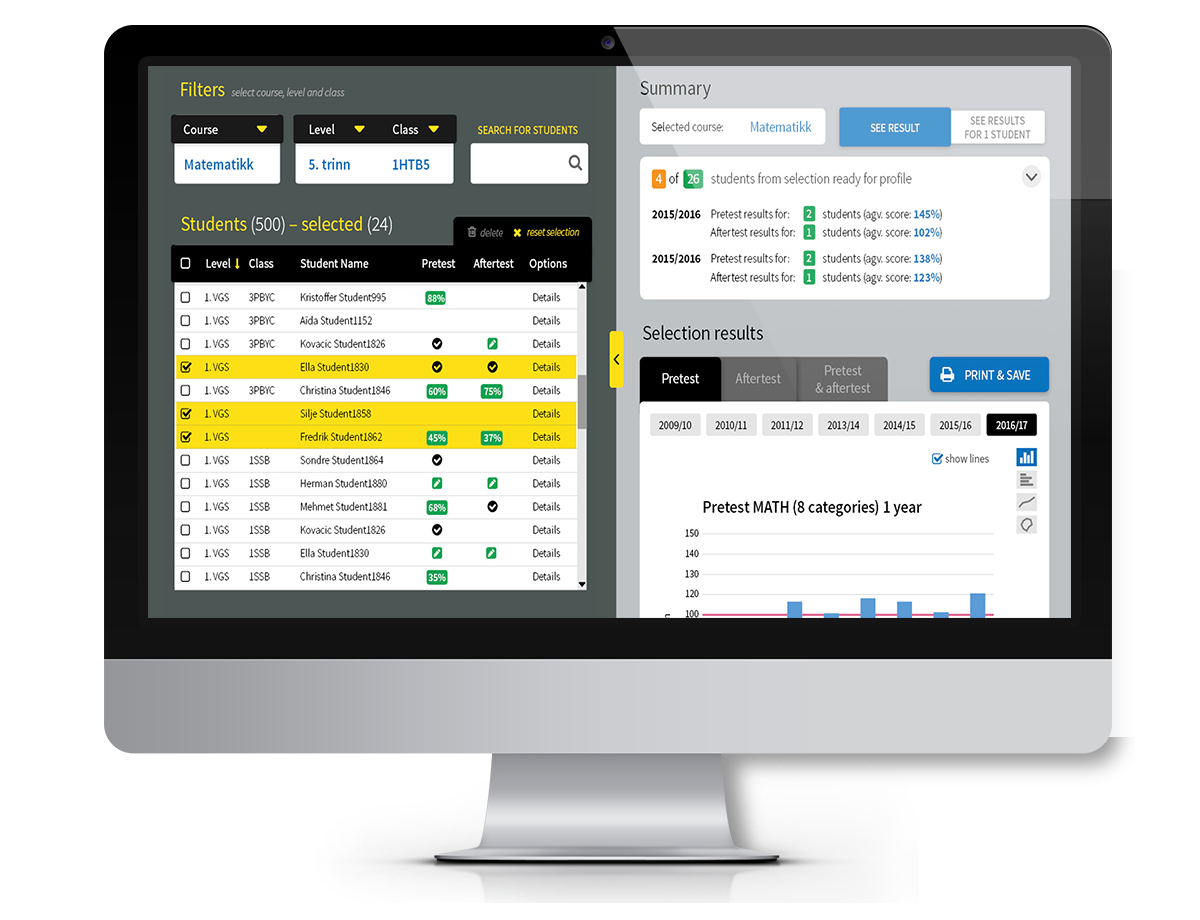 Filters select course, level and class
Course
Level
Class
SEARCH FOR STUDENTS
Matematikk
5. trinn
1HTB5
Students (500) – selected (24)
delete
reset selection
Level Class Student Name Pretest Aftertest Options
1. VGS 3PBYC Kristoffer Student995 88% Details
1. VGS 3PBYC Aida Student1152 Details
1. VGS 3PBYC Kovacic Student1826 Details
1. VGS Ella Student1830 Details
1. VGS 3PBYC Christina Student1846 60% 75% Details
1. VGS Silje Student1858 Details
1. VGS Fredrik Student1862 45% 37% Details
1. VGS 1SSB Sondre Student1864 Details
1. VGS 1SSB Herman Student1880 Details
1. VGS 1SSB Mehmet Student1881 68% Details
1. VGS 1SSB Kovacic Student1826 Details
1. VGS 1SSB Ella Student1830 Details
1. VGS 1SSB Christina Student1846 35% Details
Summary
Selected course: Matematikk
SEE RESULT
SEE RESULTS
FOR 1 STUDENT
4 of 26 students from selection ready for profile
2015/2016 Pretest results for: 2 students (agv. score: 145%)
Aftertest results for: 1 students (agv. score: 102%)
2015/2016 Pretest results for: 2 students (agv. score: 138%)
Aftertest results for: 1 students (agv. score: 123%)
Selection results
Pretest
Aftertest
Pretest
& aftertest
PRINT & SAVE
2009/10 2010/11 2011/12 2013/14 2014/15 2015/16 2016/17
show lines
Pretest MATH (8 categories) 1 year
150
140
130
120
100